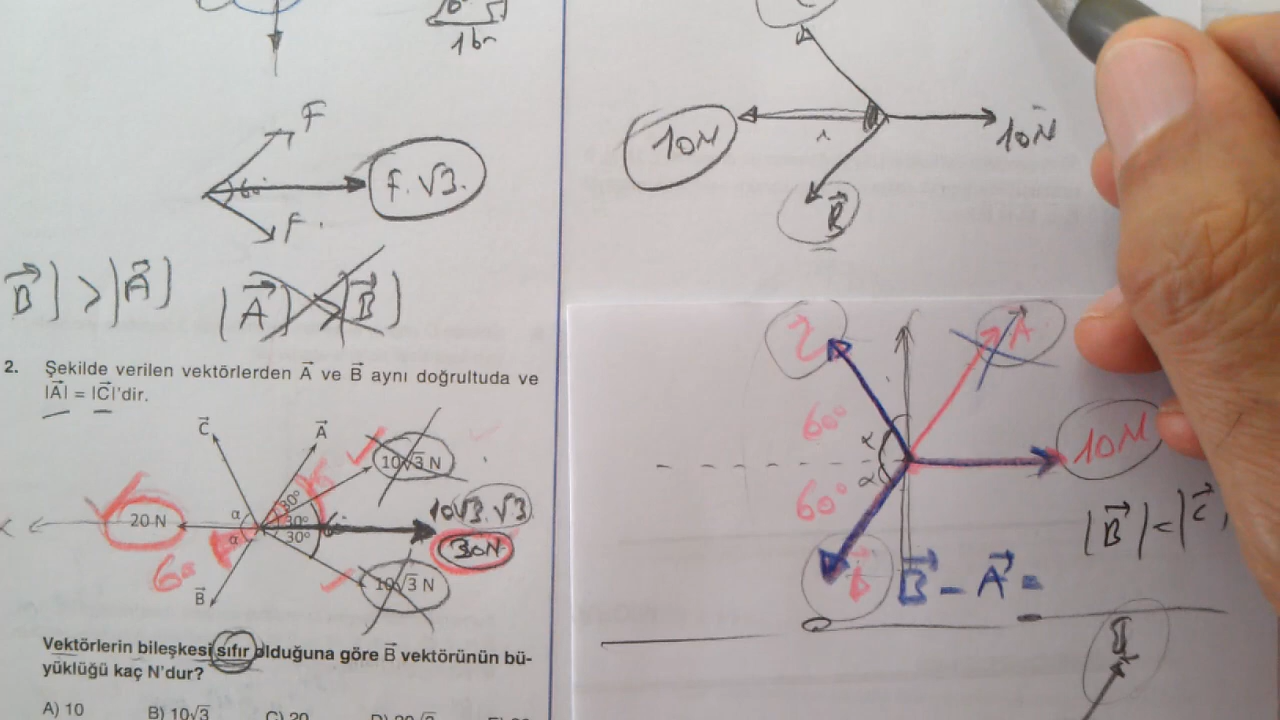 1br
F
60°
F.√3.
F.
|B⃗| > |A⃗|
|A⃗| |B⃗|
2. Şekilde verilen vektörlerden A⃗ ve B⃗ aynı doğrultuda ve
|A⃗| = |C⃗|'dir.
C⃗
A⃗
10√3 N
30°
30°
30°
α
α
20 N
60
10√3.√3
30N
10√3 N
B⃗
x
Vektörlerin bileşkesi sıfır olduğuna göre B⃗ vektörünün bü-
yüklüğü kaç N'dur?
A) 10
B) 10√3
C) 20
10N
10N
B⃗
A⃗
60°
α
10N
60°
α
|B⃗| < |C⃗|
B⃗
B⃗ - A⃗ =